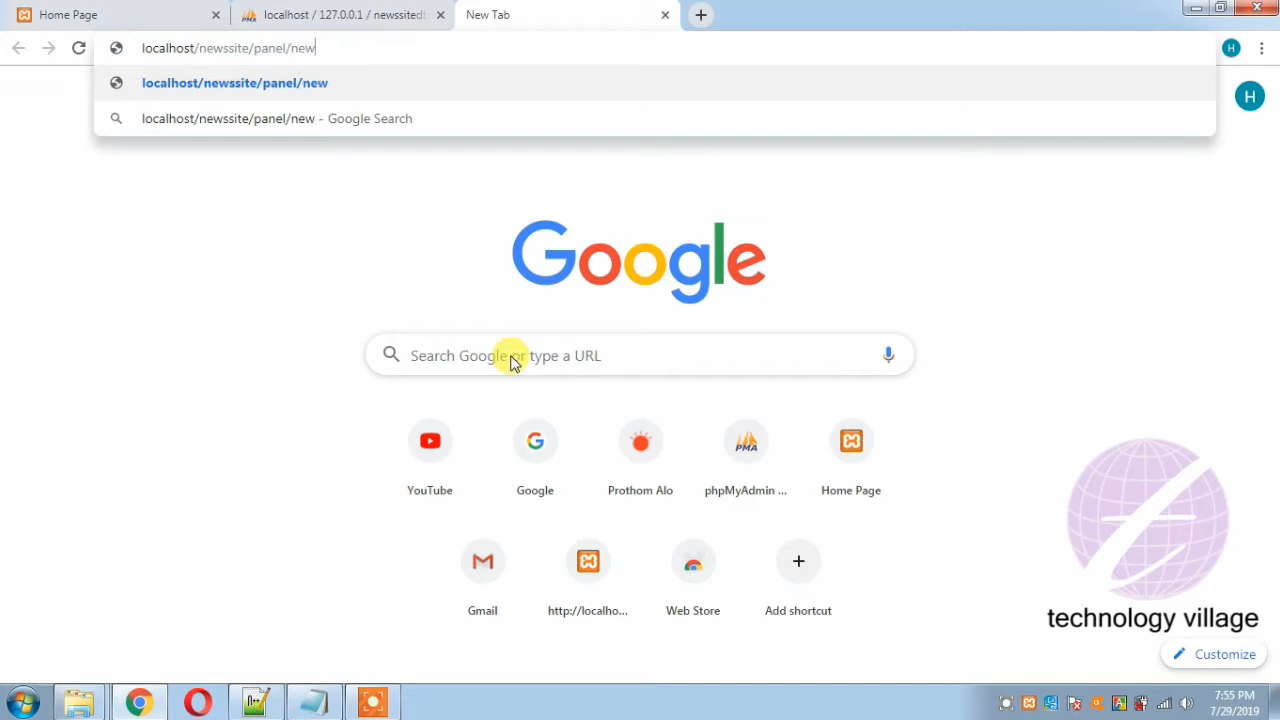 Home Page
localhost / 127.0.0.1 / newssitedb
New Tab
localhost/newssite/panel/new
H
localhost/newssite/panel/new
localhost/newssite/panel/new - Google Search
H
Google
Search Google or type a URL
PMA
YouTube
Google
Prothom Alo
phpMyAdmin ...
Home Page
Gmail
http://localho...
Web Store
Add shortcut
technology village
Customize
7:55 PM
7/29/2019